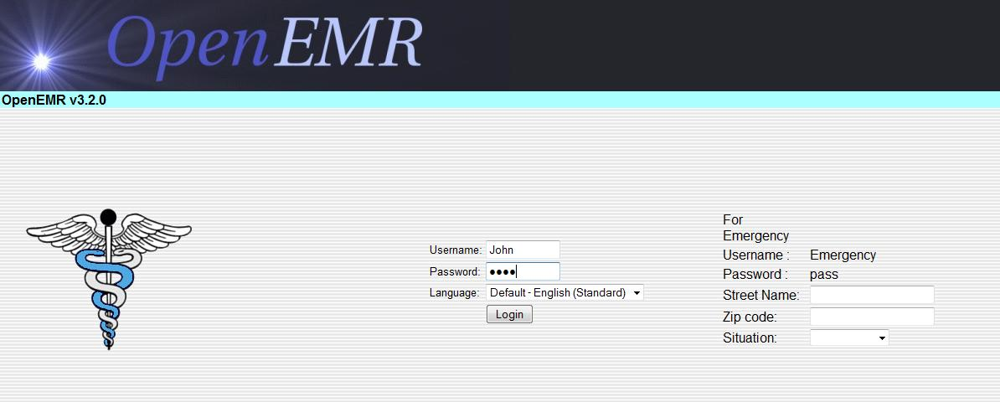 OpenEMR
OpenEMR v3.2.0
Username: John
Password: ••••
Language: Default - English (Standard)
Login
For
Emergency
Username : Emergency
Password : pass
Street Name:
Zip code:
Situation: